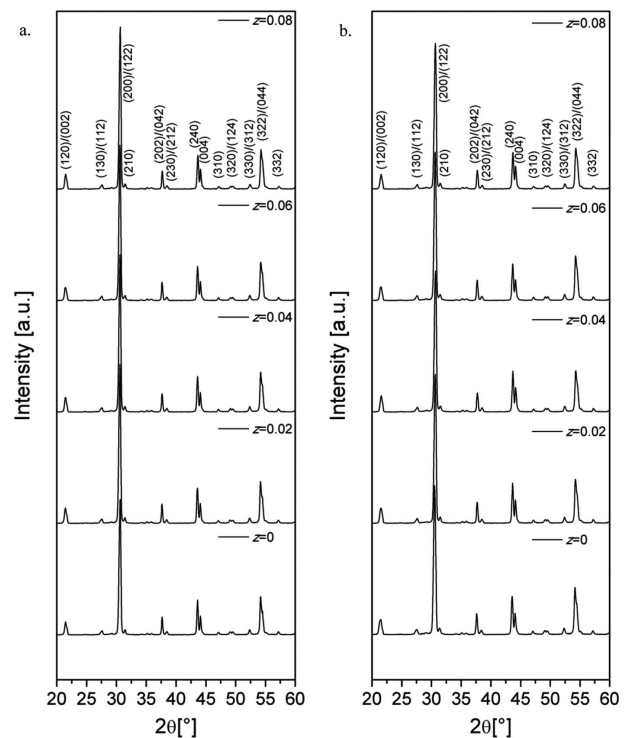 a.
z=0.08
(120)/(002)
(130)/(112)
(200)/(122)
(210)
(202)/(042)
(230)/(212)
(240)
(004)
(310)
(320)/(124)
(330)/(312)
(322)/(044)
(332)
z=0.06
z=0.04
z=0.02
z=0
Intensity [a.u.]
20 25 30 35 40 45 50 55 60
2θ[°]
b.
z=0.08
(120)/(002)
(130)/(112)
(200)/(122)
(210)
(202)/(042)
(230)/(212)
(240)
(004)
(310)
(320)/(124)
(330)/(312)
(322)/(044)
(332)
z=0.06
z=0.04
z=0.02
z=0
Intensity [a.u.]
20 25 30 35 40 45 50 55 60
2θ[°]